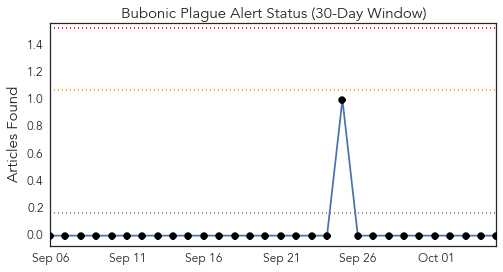 Bubonic Plague Alert Status (30-Day Window)
Articles Found
1.4
1.2
1.0
0.8
0.6
0.4
0.2
0.0
Sep 06
Sep 11
Sep 16
Sep 21
Sep 26
Oct 01